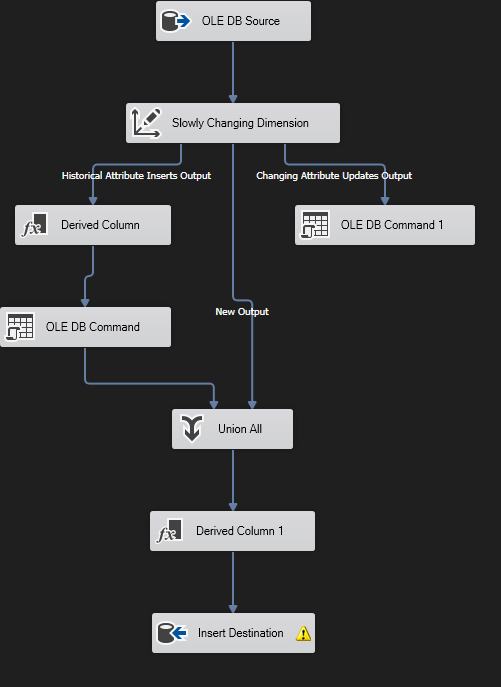 OLE DB Source
Slowly Changing Dimension
Historical Attribute Inserts Output
Changing Attribute Updates Output
Derived Column
OLE DB Command 1
New Output
OLE DB Command
Union All
Derived Column 1
Insert Destination